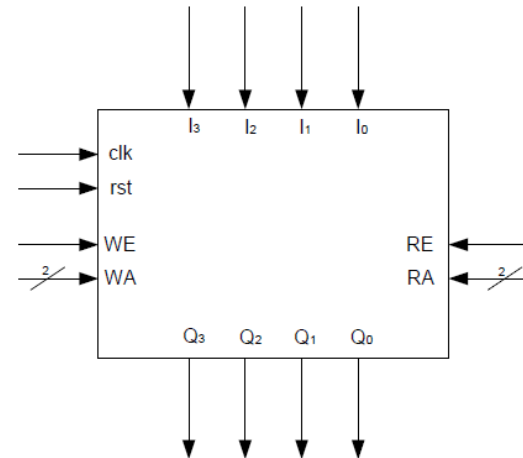 I₃ I₂ I₁ I₀
clk
rst
WE RE
2 WA RA 2
Q₃ Q₂ Q₁ Q₀